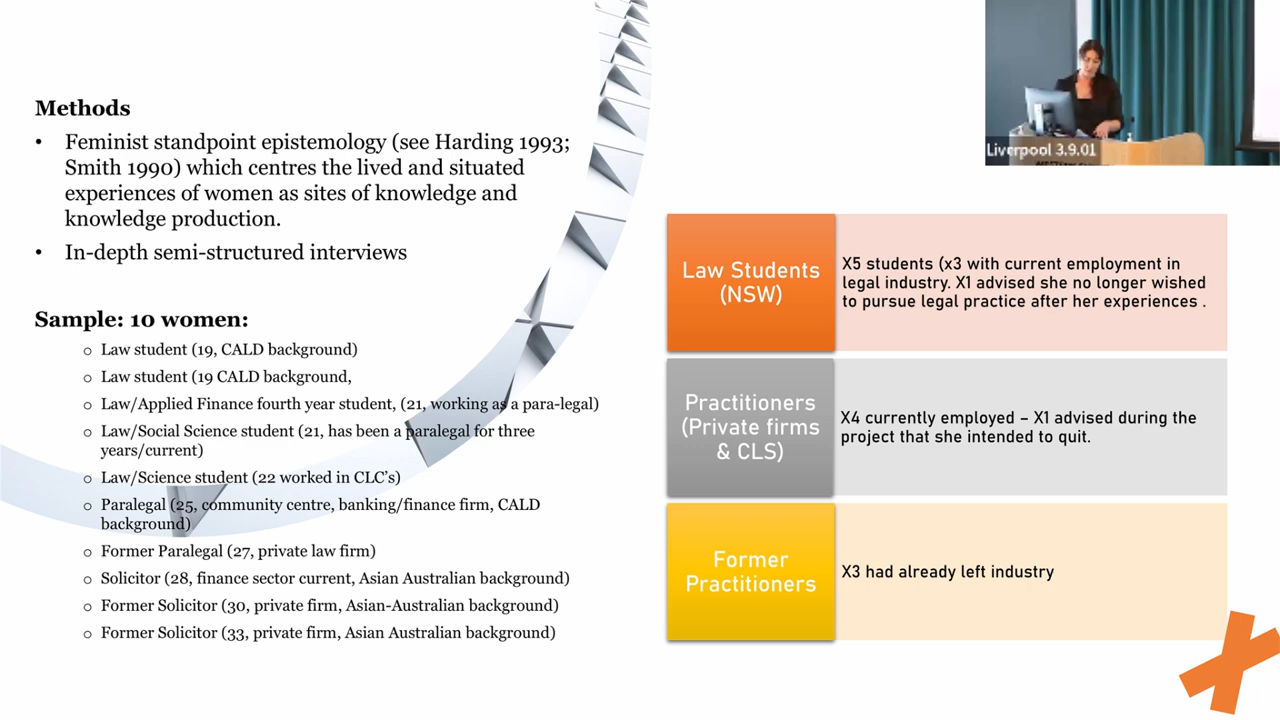 Methods
• Feminist standpoint epistemology (see Harding 1993;
Smith 1990) which centres the lived and situated
experiences of women as sites of knowledge and
knowledge production.
• In-depth semi-structured interviews
Sample: 10 women:
o Law student (19, CALD background)
o Law student (19 CALD background,
o Law/Applied Finance fourth year student, (21, working as a para-legal)
o Law/Social Science student (21, has been a paralegal for three
years/current)
o Law/Science student (22 worked in CLC’s)
o Paralegal (25, community centre, banking/finance firm, CALD
background)
o Former Paralegal (27, private law firm)
o Solicitor (28, finance sector current, Asian Australian background)
o Former Solicitor (30, private firm, Asian-Australian background)
o Former Solicitor (33, private firm, Asian Australian background)
Liverpool 3.9.01
Law Students
(NSW)
X5 students (x3 with current employment in
legal industry. X1 advised she no longer wished
to pursue legal practice after her experiences .
Practitioners
(Private firms
& CLS)
X4 currently employed – X1 advised during the
project that she intended to quit.
Former
Practitioners
X3 had already left industry